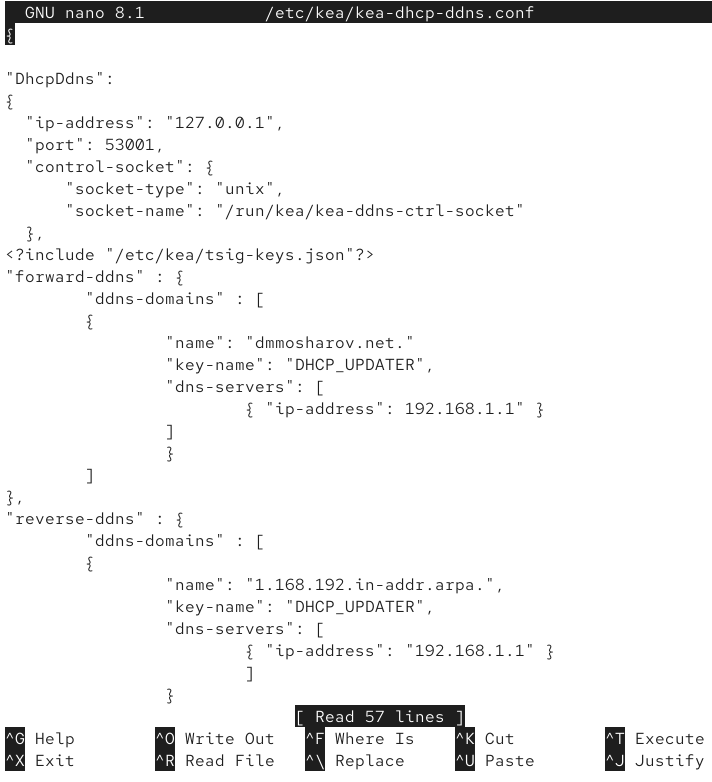 GNU nano 8.1 /etc/kea/kea-dhcp-ddns.conf
{
"DhcpDdns":
{
"ip-address": "127.0.0.1",
"port": 53001,
"control-socket": {
"socket-type": "unix",
"socket-name": "/run/kea/kea-ddns-ctrl-socket"
},
<?include "/etc/kea/tsig-keys.json"?>
"forward-ddns" : {
"ddns-domains" : [
{
"name": "dmmosharov.net."
"key-name": "DHCP_UPDATER",
"dns-servers": [
{ "ip-address": 192.168.1.1" }
]
}
]
},
"reverse-ddns" : {
"ddns-domains" : [
{
"name": "1.168.192.in-addr.arpa.",
"key-name": "DHCP_UPDATER",
"dns-servers": [
{ "ip-address": "192.168.1.1" }
]
}
[ Read 57 lines ]
^G Help ^O Write Out ^F Where Is ^K Cut ^T Execute
^X Exit ^R Read File ^\ Replace ^U Paste ^J Justify